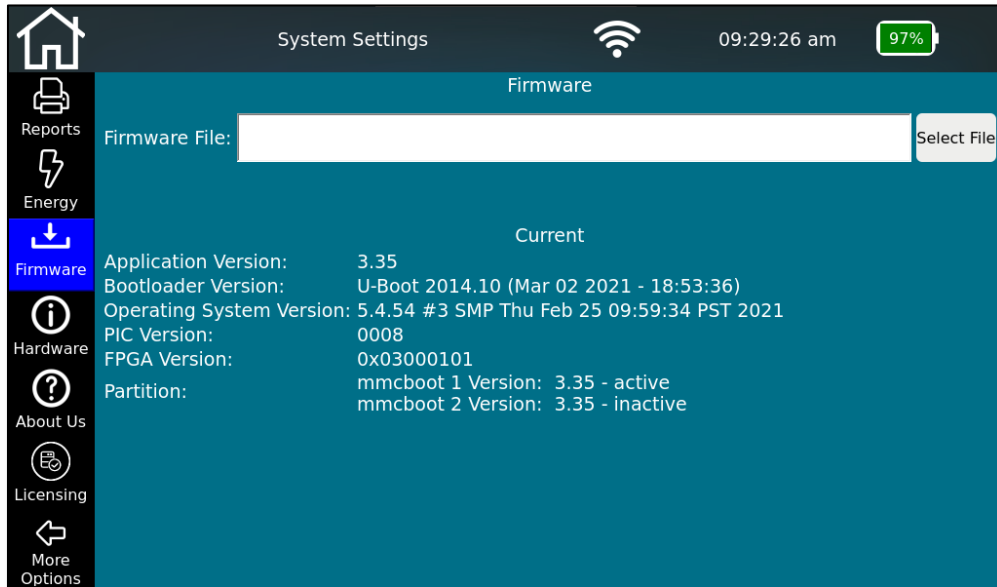 System Settings
09:29:26 am
97%
Reports
Energy
Firmware
Hardware
About Us
Licensing
More
Options
Firmware
Firmware File:
Select File
Current
Application Version: 3.35
Bootloader Version: U-Boot 2014.10 (Mar 02 2021 - 18:53:36)
Operating System Version: 5.4.54 #3 SMP Thu Feb 25 09:59:34 PST 2021
PIC Version: 0008
FPGA Version: 0x03000101
Partition: mmcboot 1 Version: 3.35 - active
mmcboot 2 Version: 3.35 - inactive